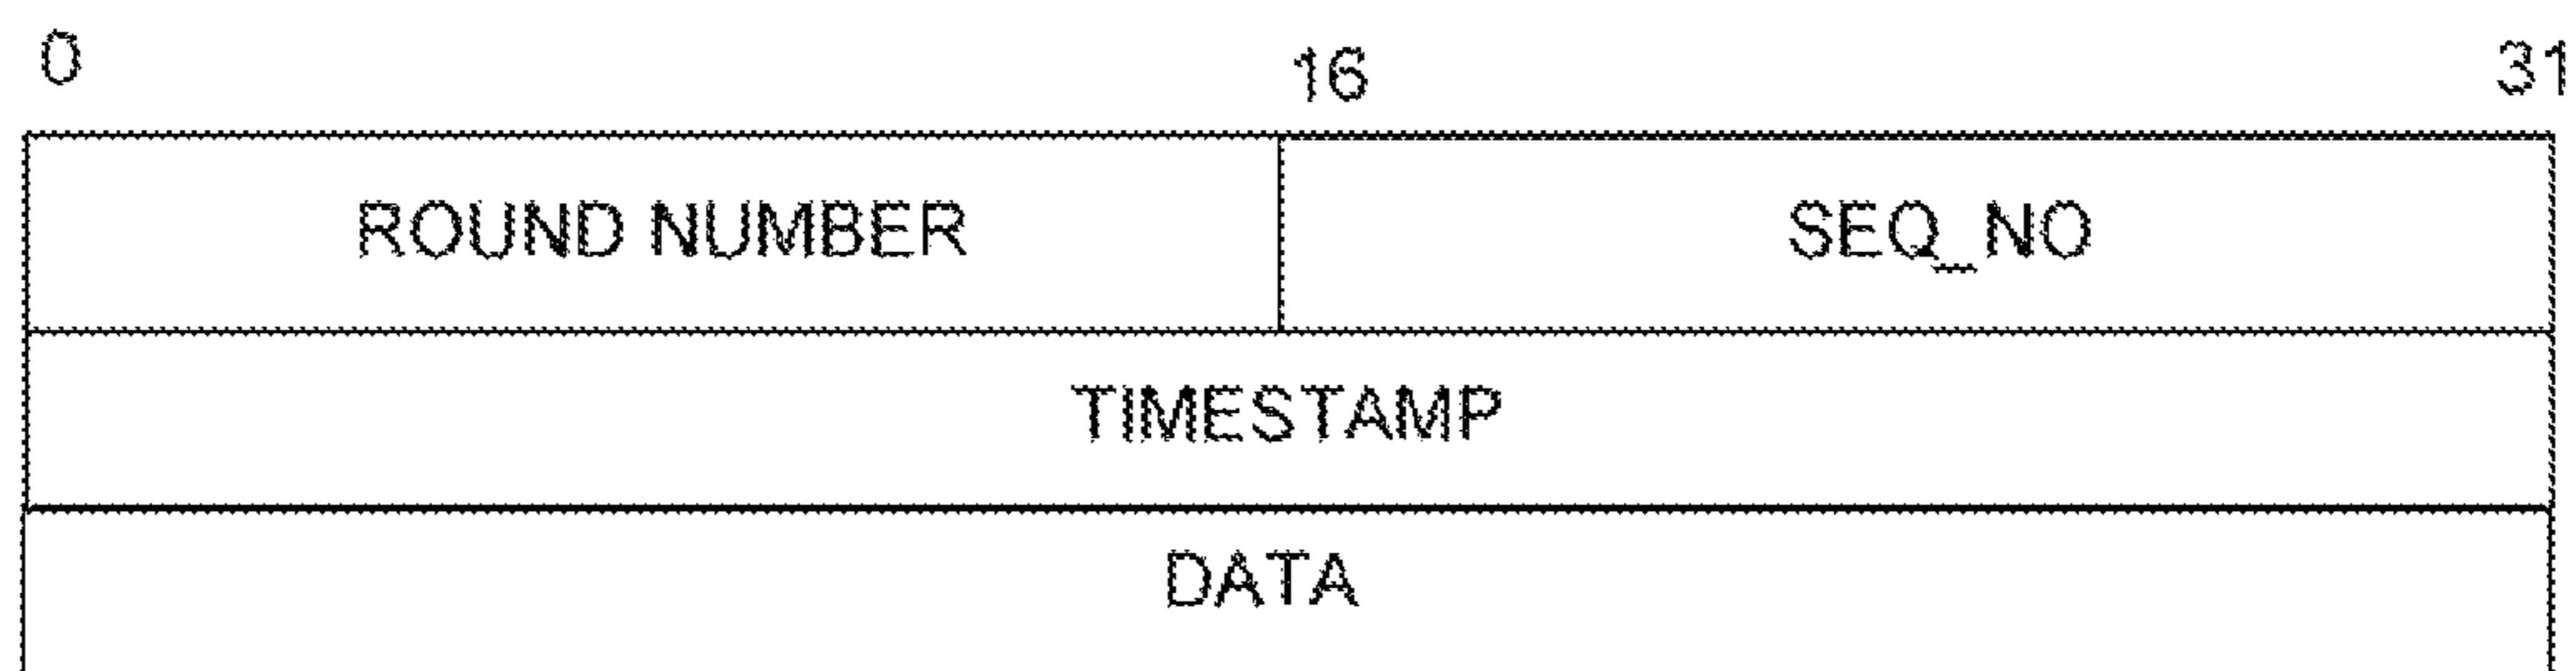 0 16 31
ROUND NUMBER SEQ_NO
TIMESTAMP
DATA